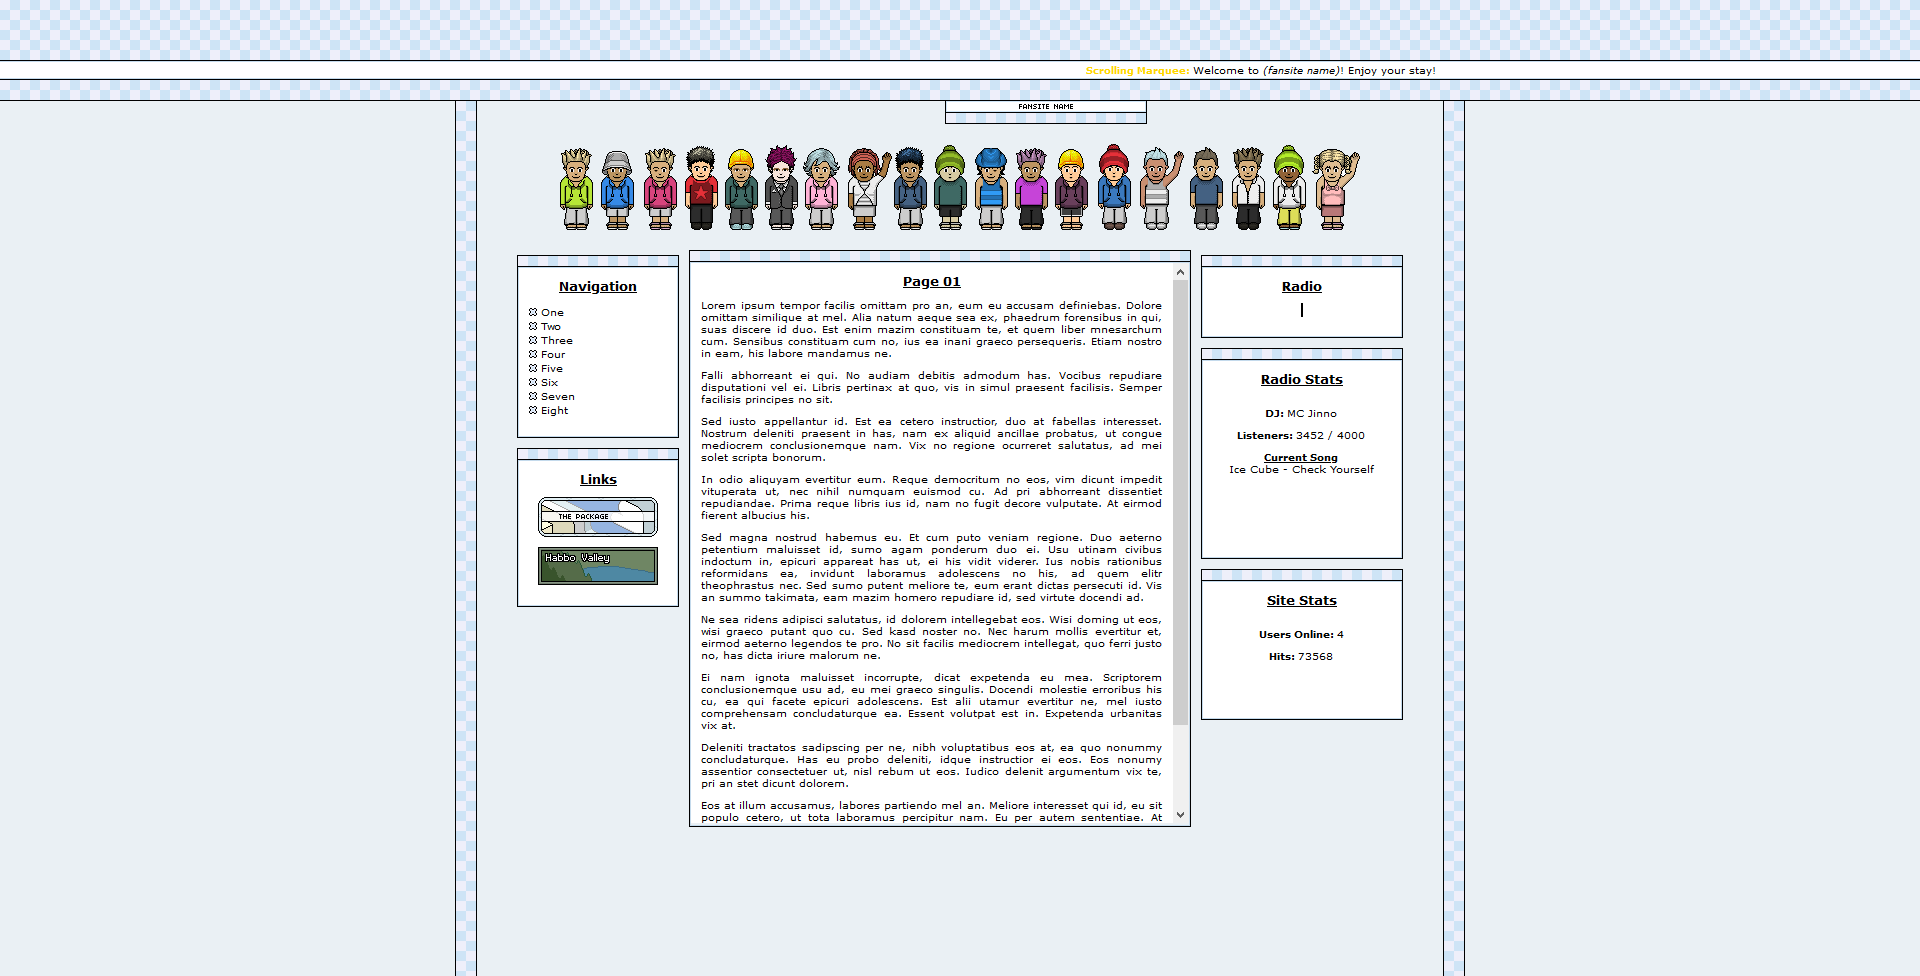 Scrolling Marquee: Welcome to (fansite name)! Enjoy your stay!
FANSITE NAME
Navigation
One
Two
Three
Four
Five
Six
Seven
Eight
Links
THE PACKAGE
Habbo Valley
Page 01
Lorem ipsum tempor facilis omittam pro an, eum eu accusam definiebas. Dolore
omittam similique at mel. Alia natum aeque sea ex, phaedrum forensibus in qui,
suas discere id duo. Est enim mazim constituam te, et quem liber mnesarchum
cum. Sensibus constituam cum no, ius ea inani graeco persequeris. Etiam nostro
in eam, his labore mandamus ne.
Falli abhorreant ei qui. No audiam debitis admodum has. Vocibus repudiare
disputationi vel ei. Libris pertinax at quo, vis in simul praesent facilisis. Semper
facilisis principes no sit.
Sed iusto appellantur id. Est ea cetero instructior, duo at fabellas interesset.
Nostrum deleniti praesent in has, nam ex aliquid ancillae probatus, ut congue
mediocrem conclusionemque nam. Vix no regione ocurreret salutatus, ad mei
solet scripta bonorum.
In odio aliquyam evertitur eum. Reque democritum no eos, vim dicunt impedit
vituperata ut, nec nihil numquam euismod cu. Ad pri abhorreant dissentiet
repudiandae. Prima reque libris ius id, nam no fugit decore vulputate. At eirmod
fierent albucius his.
Sed magna nostrud habemus eu. Et cum puto veniam regione. Duo aeterno
petentium maluisset id, sumo agam ponderum duo ei. Usu utinam civibus
indoctum in, epicuri appareat has ut, ei his vidit viderer. Ius nobis rationibus
reformidans ea, invidunt laboramus adolescens no his, ad quem elitr
theophrastus nec. Sed sumo putent meliore te, eum erant dictas persecuti id. Vis
an summo takimata, eam mazim homero repudiare id, sed virtute docendi ad.
Ne sea ridens adipisci salutatus, id dolorem intellegebat eos. Wisi doming ut eos,
wisi graeco putant quo cu. Sed kasd noster no. Nec harum mollis evertitur et,
eirmod aeterno legendos te pro. No sit facilis mediocrem intellegat, quo ferri justo
no, has dicta iriure malorum ne.
Ei nam ignota maluisset incorrupte, dicat expetenda eu mea. Scriptorem
conclusionemque usu ad, eu mei graeco singulis. Docendi molestie erroribus his
cu, ea qui facete epicuri adolescens. Est alii utamur evertitur ne, mel iusto
comprehensam concludaturque ea. Essent volutpat est in. Expetenda urbanitas
vix at.
Deleniti tractatos sadipscing per ne, nibh voluptatibus eos at, ea quo nonummy
concludaturque. Has eu probo deleniti, idque instructior ei eos. Eos nonumy
assentior consectetuer ut, nisl rebum ut eos. Iudico delenit argumentum vix te,
pri an stet dicunt dolorem.
Eos at illum accusamus, labores partiendo mel an. Meliore interesset qui id, eu sit
populo cetero, ut tota laboramus percipitur nam. Eu per autem sententiae. At
Radio
Radio Stats
DJ: MC Jinno
Listeners: 3452 / 4000
Current Song
Ice Cube - Check Yourself
Site Stats
Users Online: 4
Hits: 73568